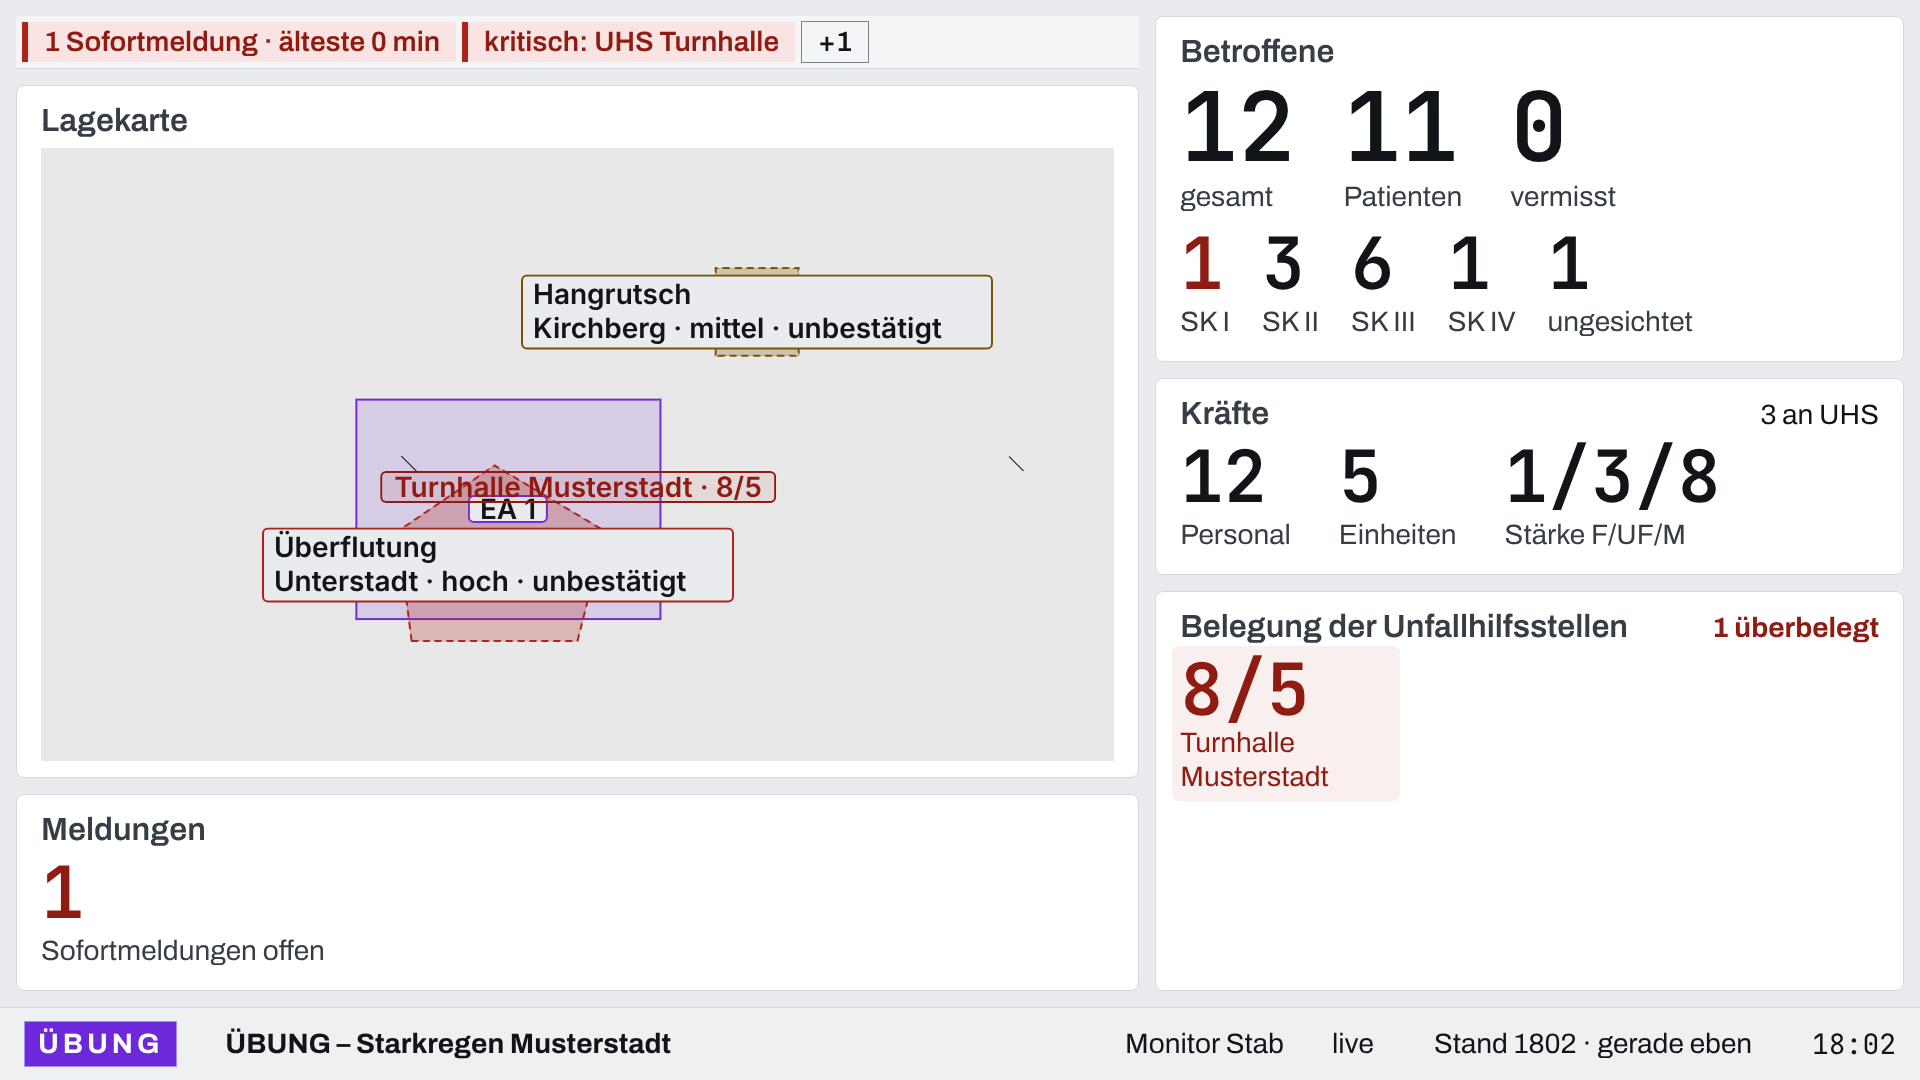 1 Sofortmeldung · älteste 0 min
kritisch: UHS Turnhalle
+1
Lagekarte
Hangrutsch
Kirchberg · mittel · unbestätigt
Turnhalle Musterstadt · 8/5
EA 1
Überflutung
Unterstadt · hoch · unbestätigt
Meldungen
1
Sofortmeldungen offen
Betroffene
12 11 0
gesamt Patienten vermisst
1 3 6 1 1
SK I SK II SK III SK IV ungesichtet
Kräfte 3 an UHS
12 5 1/3/8
Personal Einheiten Stärke F/UF/M
Belegung der Unfallhilfsstellen 1 überbelegt
8/5
Turnhalle
Musterstadt
ÜBUNG ÜBUNG – Starkregen Musterstadt Monitor Stab live Stand 1802 · gerade eben 18:02